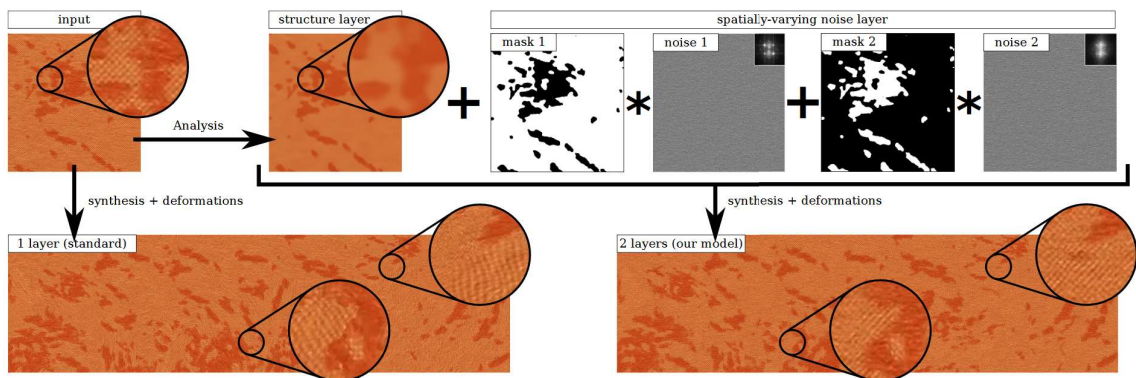 input
structure layer
spatially-varying noise layer
mask 1
noise 1
mask 2
noise 2
+
*
+
*
Analysis
synthesis + deformations
synthesis + deformations
1 layer (standard)
2 layers (our model)